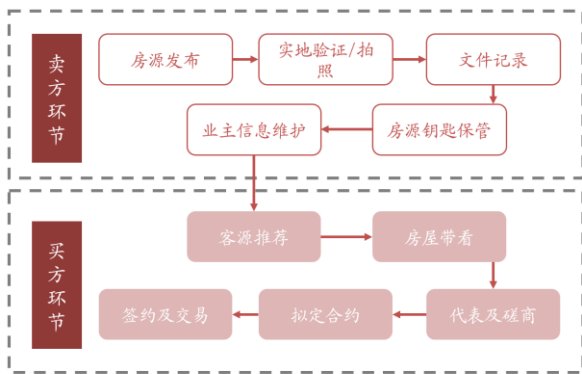 卖方环节
房源发布
实地验证/拍
照
文件记录
房源钥匙保管
业主信息维护
买方环节
客源推荐
房屋带看
代表及磋商
拟定合约
签约及交易